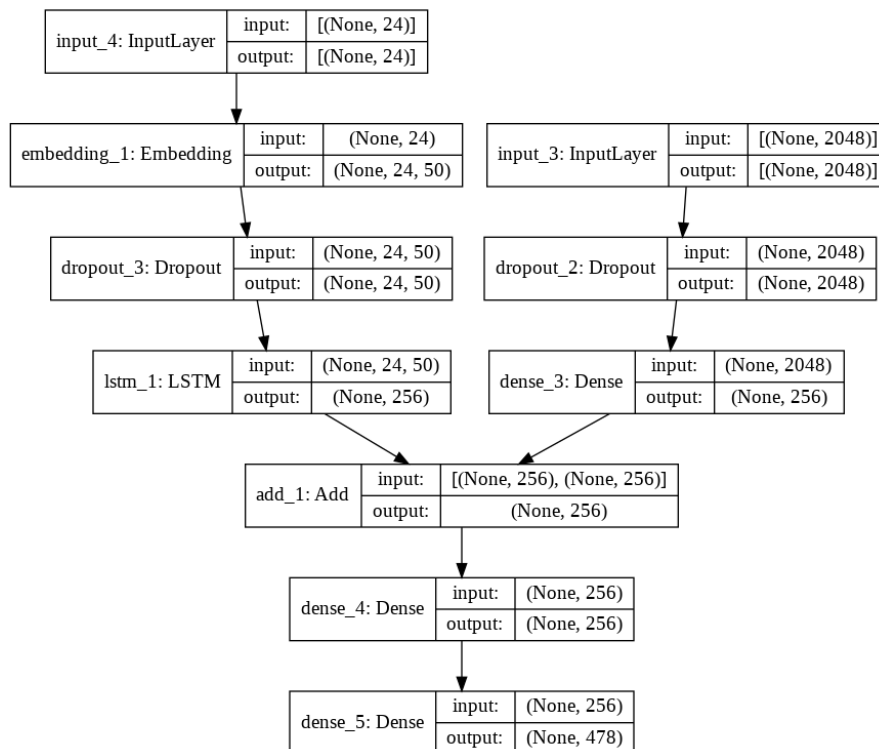 input_4: InputLayer
input: [(None, 24)]
output: [(None, 24)]
embedding_1: Embedding
input: (None, 24)
output: (None, 24, 50)
input_3: InputLayer
input: [(None, 2048)]
output: [(None, 2048)]
dropout_3: Dropout
input: (None, 24, 50)
output: (None, 24, 50)
dropout_2: Dropout
input: (None, 2048)
output: (None, 2048)
lstm_1: LSTM
input: (None, 24, 50)
output: (None, 256)
dense_3: Dense
input: (None, 2048)
output: (None, 256)
add_1: Add
input: [(None, 256), (None, 256)]
output: (None, 256)
dense_4: Dense
input: (None, 256)
output: (None, 256)
dense_5: Dense
input: (None, 256)
output: (None, 478)